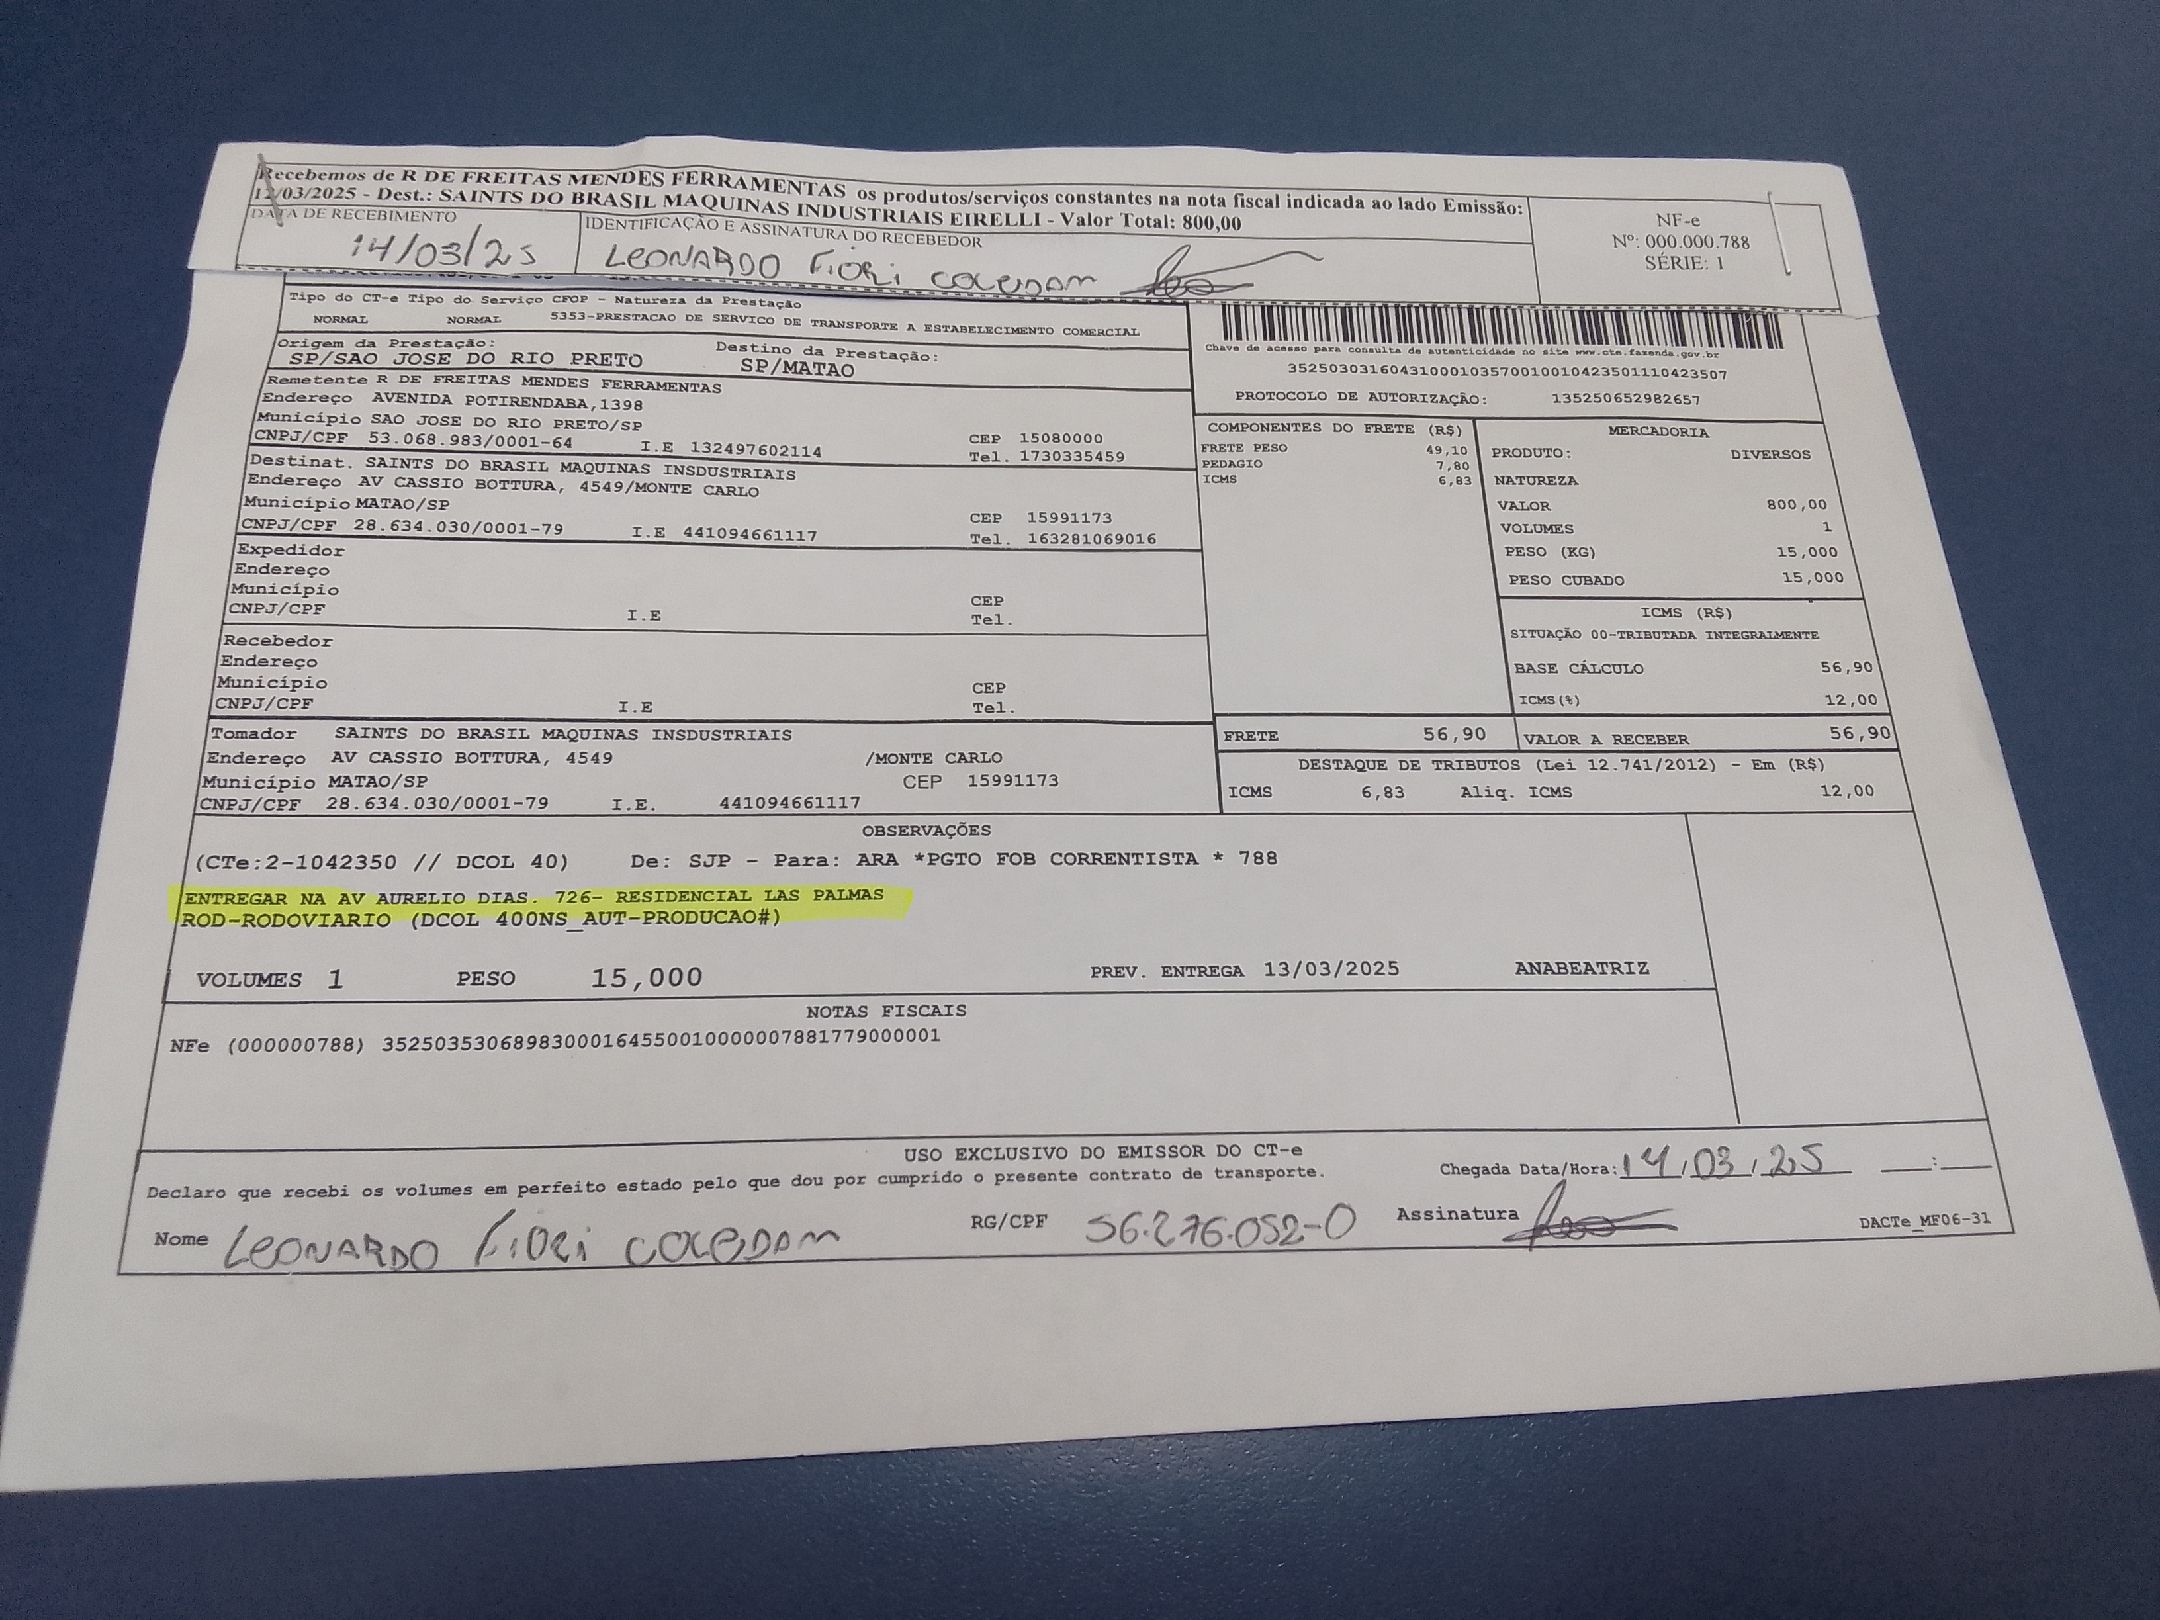 Recebemos de R DE FREITAS MENDES FERRAMENTAS os produtos/serviços constantes na nota fiscal indicada ao lado Emissão:
12/03/2025 - Dest.: SAINTS DO BRASIL MAQUINAS INDUSTRIAIS EIRELLI - Valor Total: 800,00
DATA DE RECEBIMENTO
14/03/25
IDENTIFICAÇÃO E ASSINATURA DO RECEBEDOR
LEONARDO FIORI COLEDAM
NF-e
Nº: 000.000.788
SÉRIE: 1
Tipo do CT-e Tipo do Serviço CFOP - Natureza da Prestação
NORMAL NORMAL 5353-PRESTACAO DE SERVICO DE TRANSPORTE A ESTABELECIMENTO COMERCIAL
Origem da Prestação: Destino da Prestação:
SP/SAO JOSE DO RIO PRETO SP/MATAO
Remetente R DE FREITAS MENDES FERRAMENTAS
Endereço AVENIDA POTIRENDABA,1398
Município SAO JOSE DO RIO PRETO/SP CEP 15080000
CNPJ/CPF 53.068.983/0001-64 I.E 132497602114 Tel. 1730335459
Destinat. SAINTS DO BRASIL MAQUINAS INSDUSTRIAIS
Endereço AV CASSIO BOTTURA, 4549/MONTE CARLO
Município MATAO/SP CEP 15991173
CNPJ/CPF 28.634.030/0001-79 I.E 441094661117 Tel. 163281069016
Expedidor
Endereço
Município CEP
CNPJ/CPF I.E Tel.
Recebedor
Endereço
Município CEP
CNPJ/CPF I.E Tel.
Tomador SAINTS DO BRASIL MAQUINAS INSDUSTRIAIS
Endereço AV CASSIO BOTTURA, 4549 /MONTE CARLO
Município MATAO/SP CEP 15991173
CNPJ/CPF 28.634.030/0001-79 I.E. 441094661117
Chave de acesso para consulta de autenticidade no site www.cte.fazenda.gov.br
35250303160431000103570010010423501110423507
PROTOCOLO DE AUTORIZAÇÃO: 135250652982657
COMPONENTES DO FRETE (R$)
FRETE PESO 49,10
PEDAGIO 7,80
ICMS 6,83
MERCADORIA
PRODUTO: DIVERSOS
NATUREZA
VALOR 800,00
VOLUMES 1
PESO (KG) 15,000
PESO CUBADO 15,000
ICMS (R$)
SITUAÇÃO 00-TRIBUTADA INTEGRALMENTE
BASE CÁLCULO 56,90
ICMS(%) 12,00
FRETE 56,90 VALOR A RECEBER 56,90
DESTAQUE DE TRIBUTOS (Lei 12.741/2012) - Em (R$)
ICMS 6,83 Aliq. ICMS 12,00
OBSERVAÇÕES
(CTe:2-1042350 // DCOL 40) De: SJP - Para: ARA *PGTO FOB CORRENTISTA * 788
ENTREGAR NA AV AURELIO DIAS. 726- RESIDENCIAL LAS PALMAS
ROD-RODOVIARIO (DCOL 400NS_AUT-PRODUCAO#)
VOLUMES 1 PESO 15,000 PREV. ENTREGA 13/03/2025 ANABEATRIZ
NOTAS FISCAIS
NFe (000000788) 35250353068983000164550010000007881779000001
USO EXCLUSIVO DO EMISSOR DO CT-e
Declaro que recebi os volumes em perfeito estado pelo que dou por cumprido o presente contrato de transporte.
Chegada Data/Hora: 14/03/25 __:__
Nome LEONARDO FIORI COLEDAM RG/CPF 56.276.052-0 Assinatura
DACTe_MF06-31